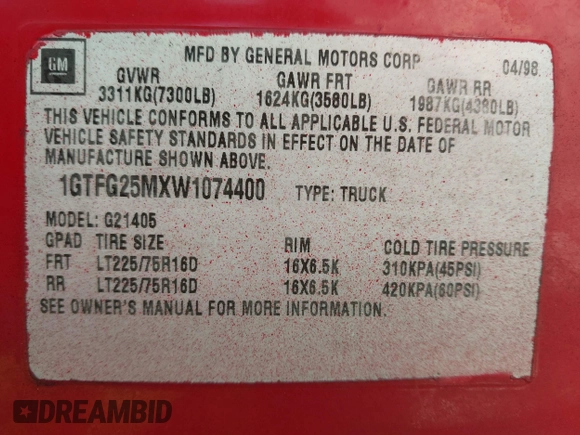 GM
MFD BY GENERAL MOTORS CORP 04/98
GVWR GAWR FRT GAWR RR
3311KG(7300LB) 1624KG(3580LB) 1987KG(4380LB)
THIS VEHICLE CONFORMS TO ALL APPLICABLE U.S. FEDERAL MOTOR
VEHICLE SAFETY STANDARDS IN EFFECT ON THE DATE OF
MANUFACTURE SHOWN ABOVE.
1GTFG25MXW1074400 TYPE: TRUCK
MODEL: G21405
GPAD TIRE SIZE RIM COLD TIRE PRESSURE
FRT LT225/75R16D 16X6.5K 310KPA(45PSI)
RR LT225/75R16D 16X6.5K 420KPA(60PSI)
SEE OWNER'S MANUAL FOR MORE INFORMATION.
DREAMBID